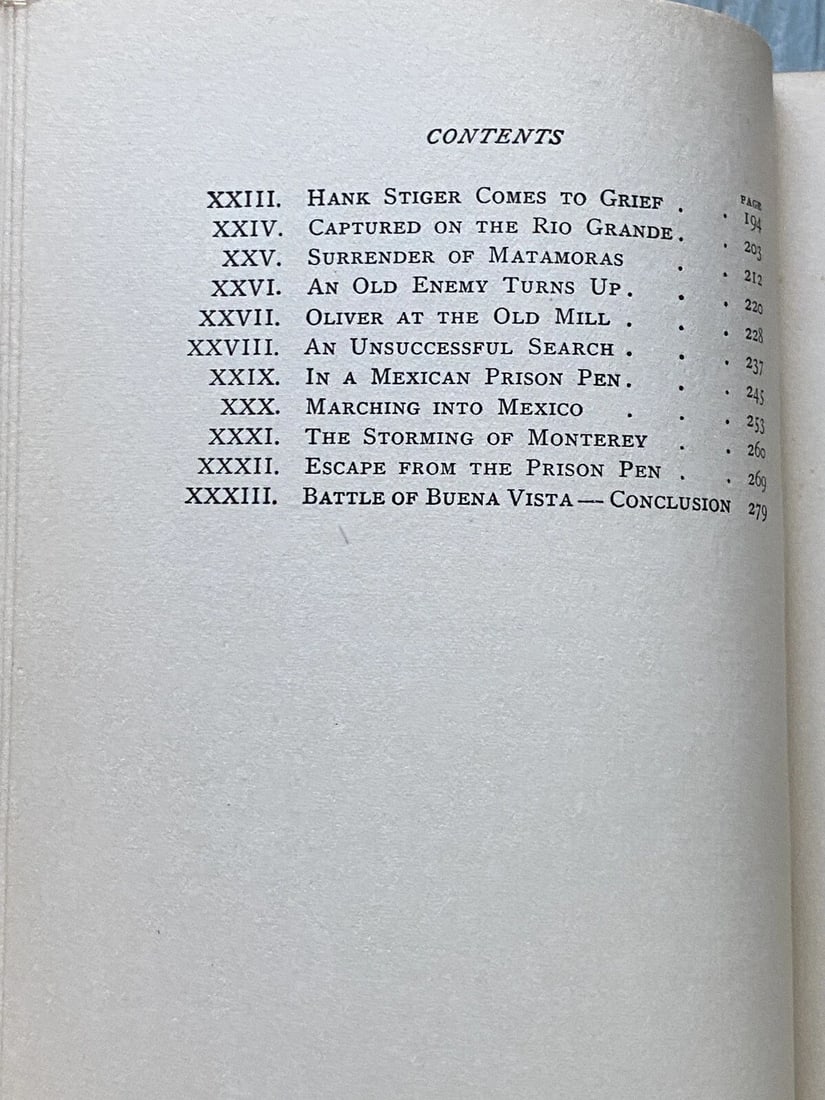 CONTENTS
PAGE
XXIII. HANK STIGER COMES TO GRIEF . . 194
XXIV. CAPTURED ON THE RIO GRANDE . . 203
XXV. SURRENDER OF MATAMORAS . . 212
XXVI. AN OLD ENEMY TURNS UP . . . 220
XXVII. OLIVER AT THE OLD MILL . . . 228
XXVIII. AN UNSUCCESSFUL SEARCH . . . 237
XXIX. IN A MEXICAN PRISON PEN . . . 245
XXX. MARCHING INTO MEXICO . . . 253
XXXI. THE STORMING OF MONTEREY . . 260
XXXII. ESCAPE FROM THE PRISON PEN . . 269
XXXIII. BATTLE OF BUENA VISTA — CONCLUSION 279